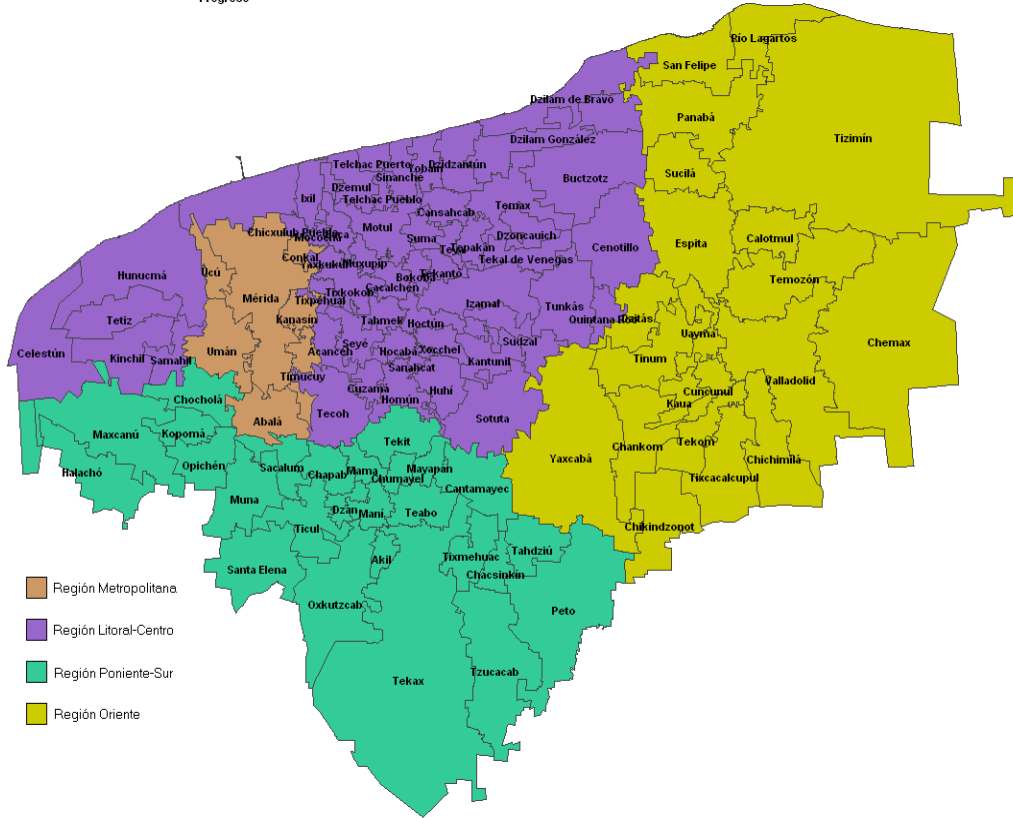 Río Lagartos
San Felipe
Dzilam de Bravo
Panabá
Tizimín
Dzilam González
Telchac Puerto
Dzidzantún
Sinanché
Buctzotz
Sucilá
Dzemul
Ixil
Telchac Pueblo
Temax
Cansahcab
Motul
Chicxulub Pueblo
Suma
Dzoncauich
Calotmul
Espita
Cenotillo
Tepakán
Conkal
Tekal de Venegas
Hunucmá
Ucú
Muxupip
Yaxkukul
Bokobá
Tekantó
Temozón
Cacalchén
Mérida
Tixkokob
Tixpéhual
Izamal
Tunkás
Tetiz
Kanasín
Tahmek
Hoctún
Quintana Roo
Dzitás
Uayma
Sudzal
Chemax
Celestún
Umán
Seyé
Acanceh
Hocabá
Xocchel
Kinchil
Samahil
Kantunil
Tinum
Sanahcat
Timucuy
Valladolid
Cuzamá
Huhí
Cuncunul
Chocholá
Homún
Kaua
Tecoh
Abalá
Sotuta
Maxcanú
Kopomá
Tekit
Chankom
Tekom
Yaxcabá
Chichimilá
Halachó
Opichén
Sacalum
Chapab
Mama
Mayapán
Chumayel
Tixcacalcupul
Cantamayec
Muna
Dzán
Maní
Teabo
Ticul
Chikindzonot
Tahdziú
Akil
Tixmehuac
Santa Elena
Chacsinkín
Región Metropolitana
Oxkutzcab
Peto
Región Litoral-Centro
Región Poniente-Sur
Tzucacab
Tekax
Región Oriente